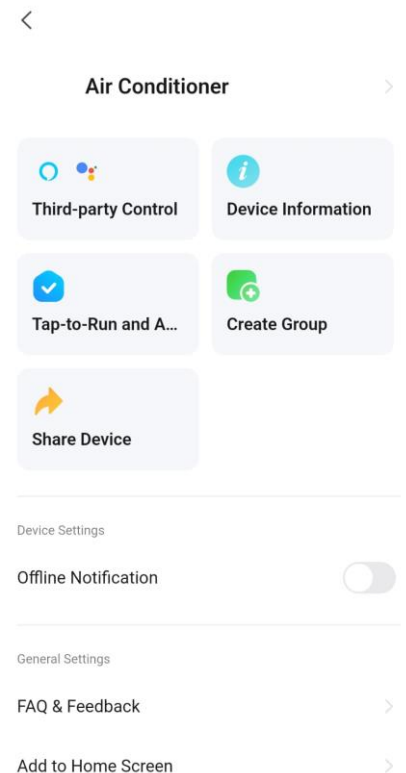 Air Conditioner
Third-party Control
Device Information
Tap-to-Run and A...
Create Group
Share Device
Device Settings
Offline Notification
General Settings
FAQ & Feedback
Add to Home Screen